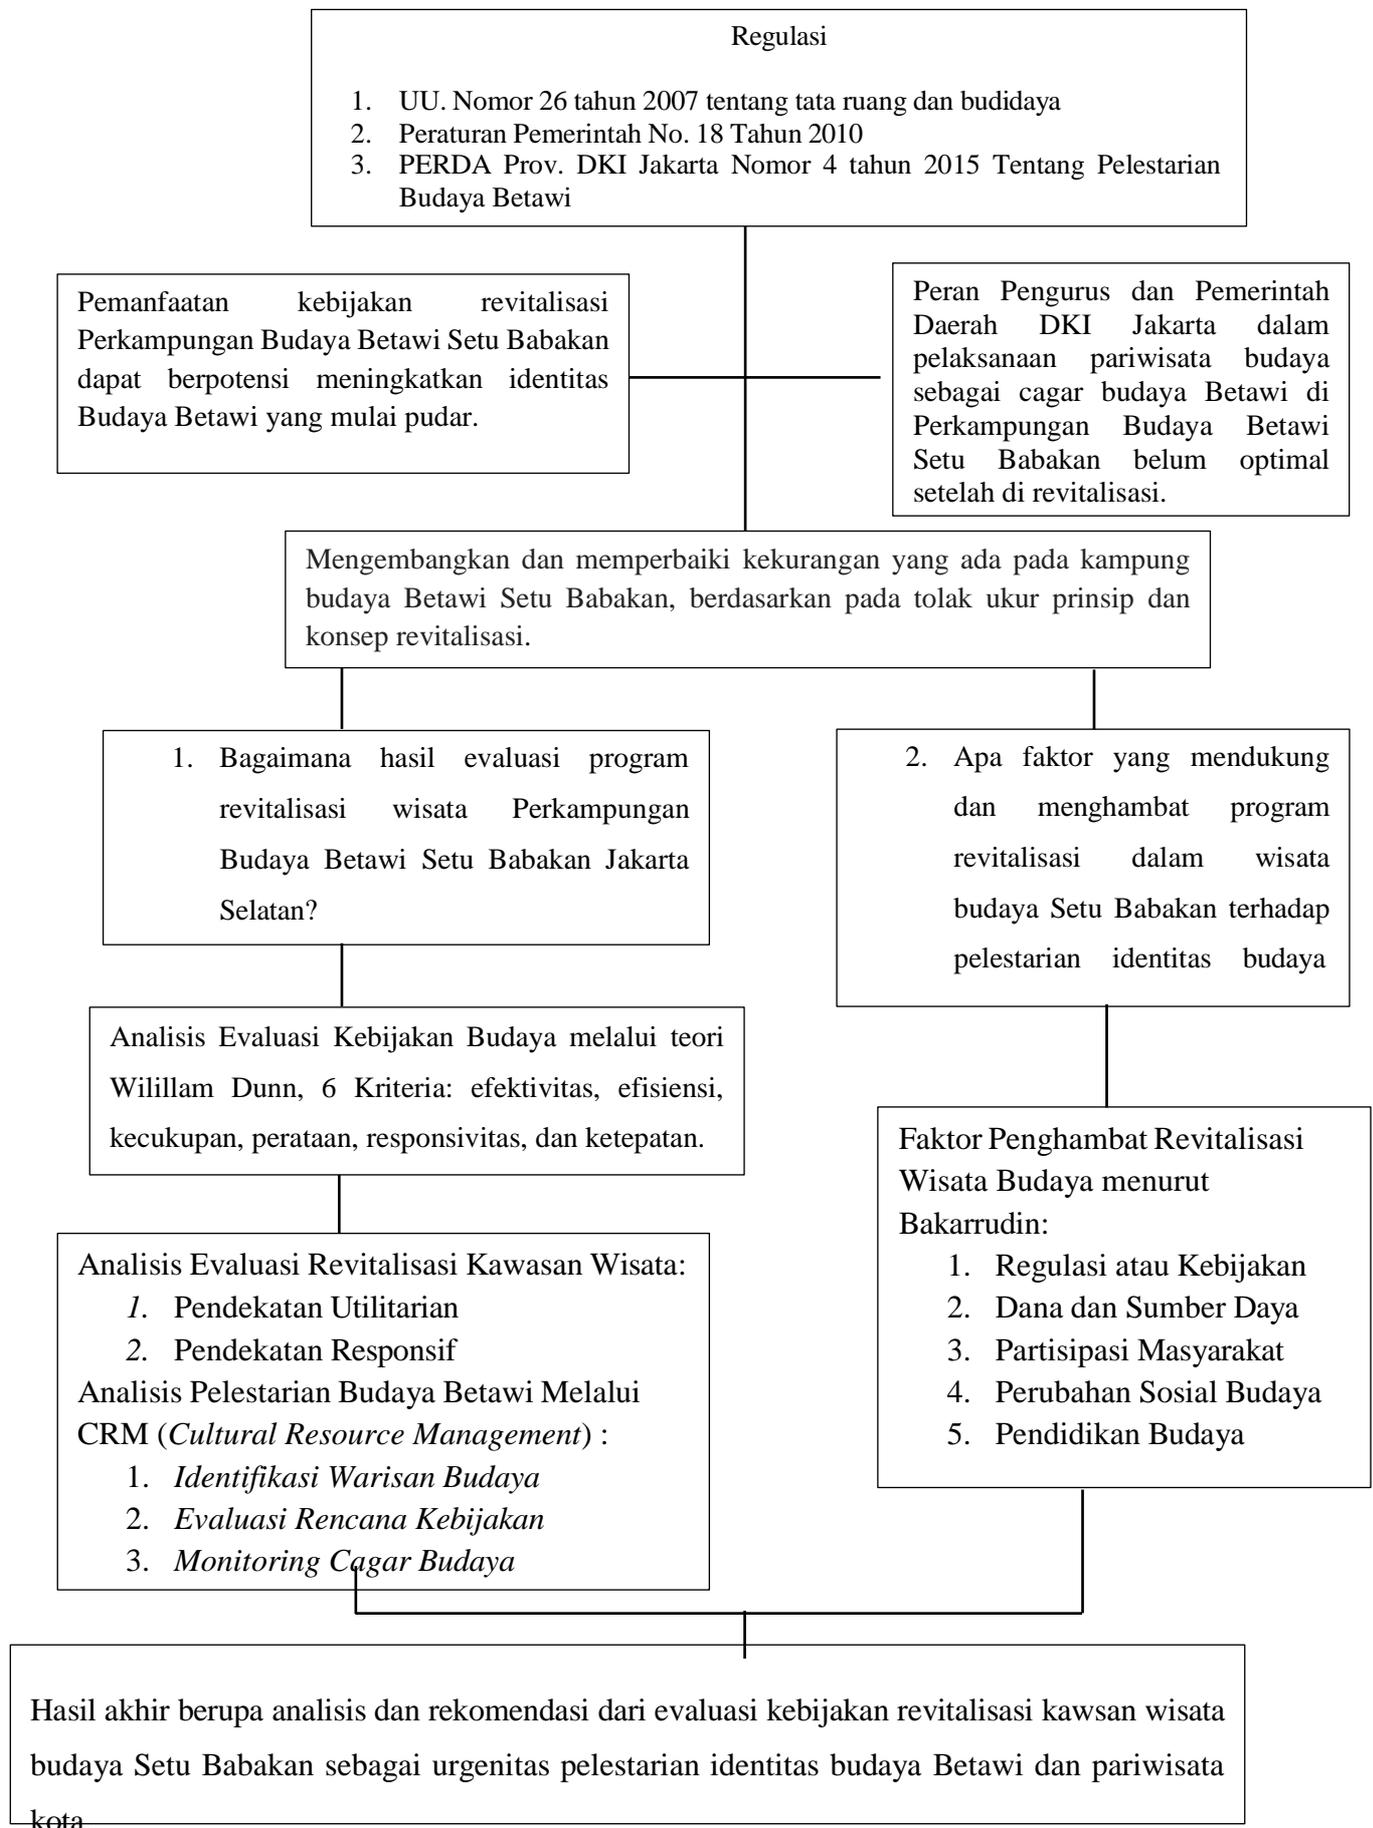 Regulasi
1. UU. Nomor 26 tahun 2007 tentang tata ruang dan budidaya
2. Peraturan Pemerintah No. 18 Tahun 2010
3. PERDA Prov. DKI Jakarta Nomor 4 tahun 2015 Tentang Pelestarian
Budaya Betawi
Pemanfaatan kebijakan revitalisasi
Perkampungan Budaya Betawi Setu Babakan
dapat berpotensi meningkatkan identitas
Budaya Betawi yang mulai pudar.
Peran Pengurus dan Pemerintah
Daerah DKI Jakarta dalam
pelaksanaan pariwisata budaya
sebagai cagar budaya Betawi di
Perkampungan Budaya Betawi
Setu Babakan belum optimal
setelah di revitalisasi.
Mengembangkan dan memperbaiki kekurangan yang ada pada kampung
budaya Betawi Setu Babakan, berdasarkan pada tolak ukur prinsip dan
konsep revitalisasi.
1. Bagaimana hasil evaluasi program
revitalisasi wisata Perkampungan
Budaya Betawi Setu Babakan Jakarta
Selatan?
2. Apa faktor yang mendukung
dan menghambat program
revitalisasi dalam wisata
budaya Setu Babakan terhadap
pelestarian identitas budaya
Analisis Evaluasi Kebijakan Budaya melalui teori
Wilillam Dunn, 6 Kriteria: efektivitas, efisiensi,
kecukupan, perataan, responsivitas, dan ketepatan.
Faktor Penghambat Revitalisasi
Wisata Budaya menurut
Bakarrudin:
1. Regulasi atau Kebijakan
2. Dana dan Sumber Daya
3. Partisipasi Masyarakat
4. Perubahan Sosial Budaya
5. Pendidikan Budaya
Analisis Evaluasi Revitalisasi Kawasan Wisata:
1. Pendekatan Utilitarian
2. Pendekatan Responsif
Analisis Pelestarian Budaya Betawi Melalui
CRM (Cultural Resource Management) :
1. Identifikasi Warisan Budaya
2. Evaluasi Rencana Kebijakan
3. Monitoring Cagar Budaya
Hasil akhir berupa analisis dan rekomendasi dari evaluasi kebijakan revitalisasi kawsan wisata
budaya Setu Babakan sebagai urgenitas pelestarian identitas budaya Betawi dan pariwisata
kota